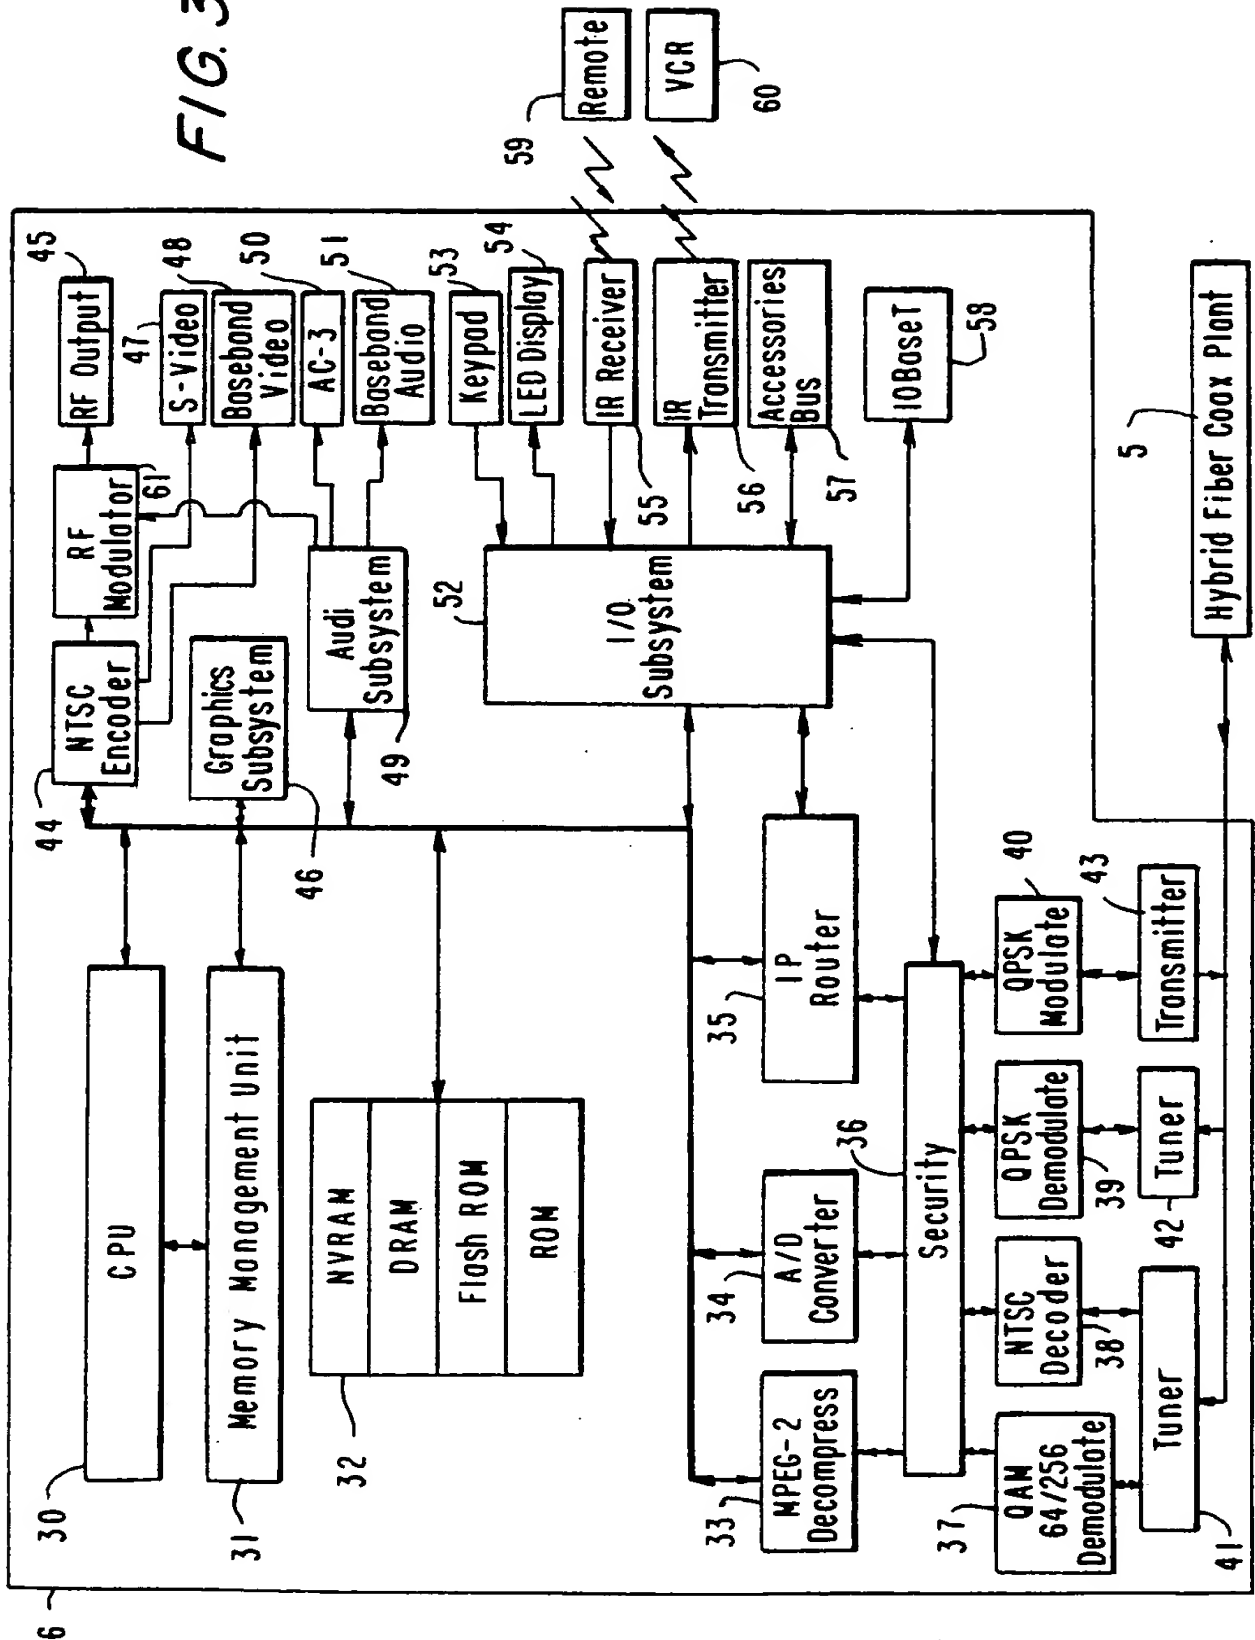 FIG. 3
6
30
CPU
31
Memory Management Unit
32
NVRAM
DRAM
Flash ROM
ROM
44
NTSC
Encoder
RF
Modulator
61
RF Output
45
47
S-Video
48
Baseband
Video
50
AC-3
51
Baseband
Audio
46
Graphics
Subsystem
49
Audi
Subsystem
53
Keypad
54
LED Display
52
I/O
Subsystem
55
IR Receiver
56
IR
Transmitter
57
Accessories
Bus
58
10BaseT
59
Remote
60
VCR
33
MPEG-2
Decompress
34
A/D
Converter
35
IP
Router
36
Security
37
QAM
64/256
Demodulate
38
NTSC
Decoder
39
QPSK
Demodulate
40
QPSK
Modulate
41
Tuner
42
Tuner
43
Transmitter
5
Hybrid Fiber Coax Plant